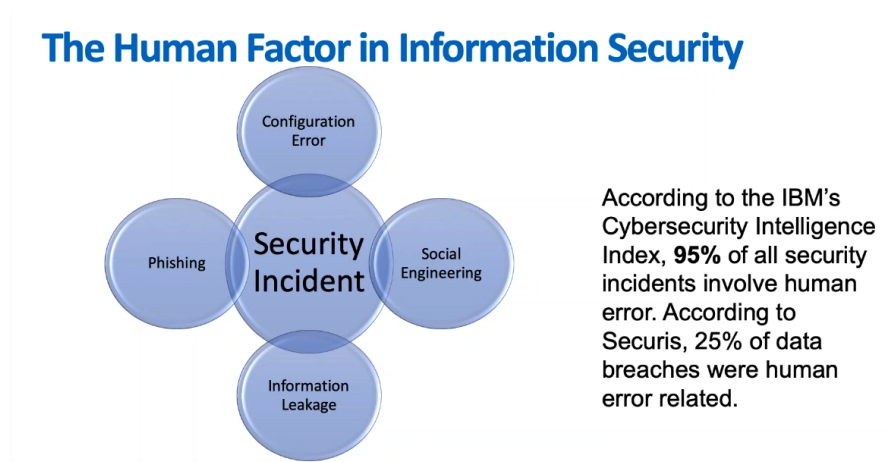 The Human Factor in Information Security
Configuration
Error
Phishing
Security
Incident
Social
Engineering
Information
Leakage
According to the IBM's
Cybersecurity Intelligence
Index, 95% of all security
incidents involve human
error. According to
Securis, 25% of data
breaches were human
error related.